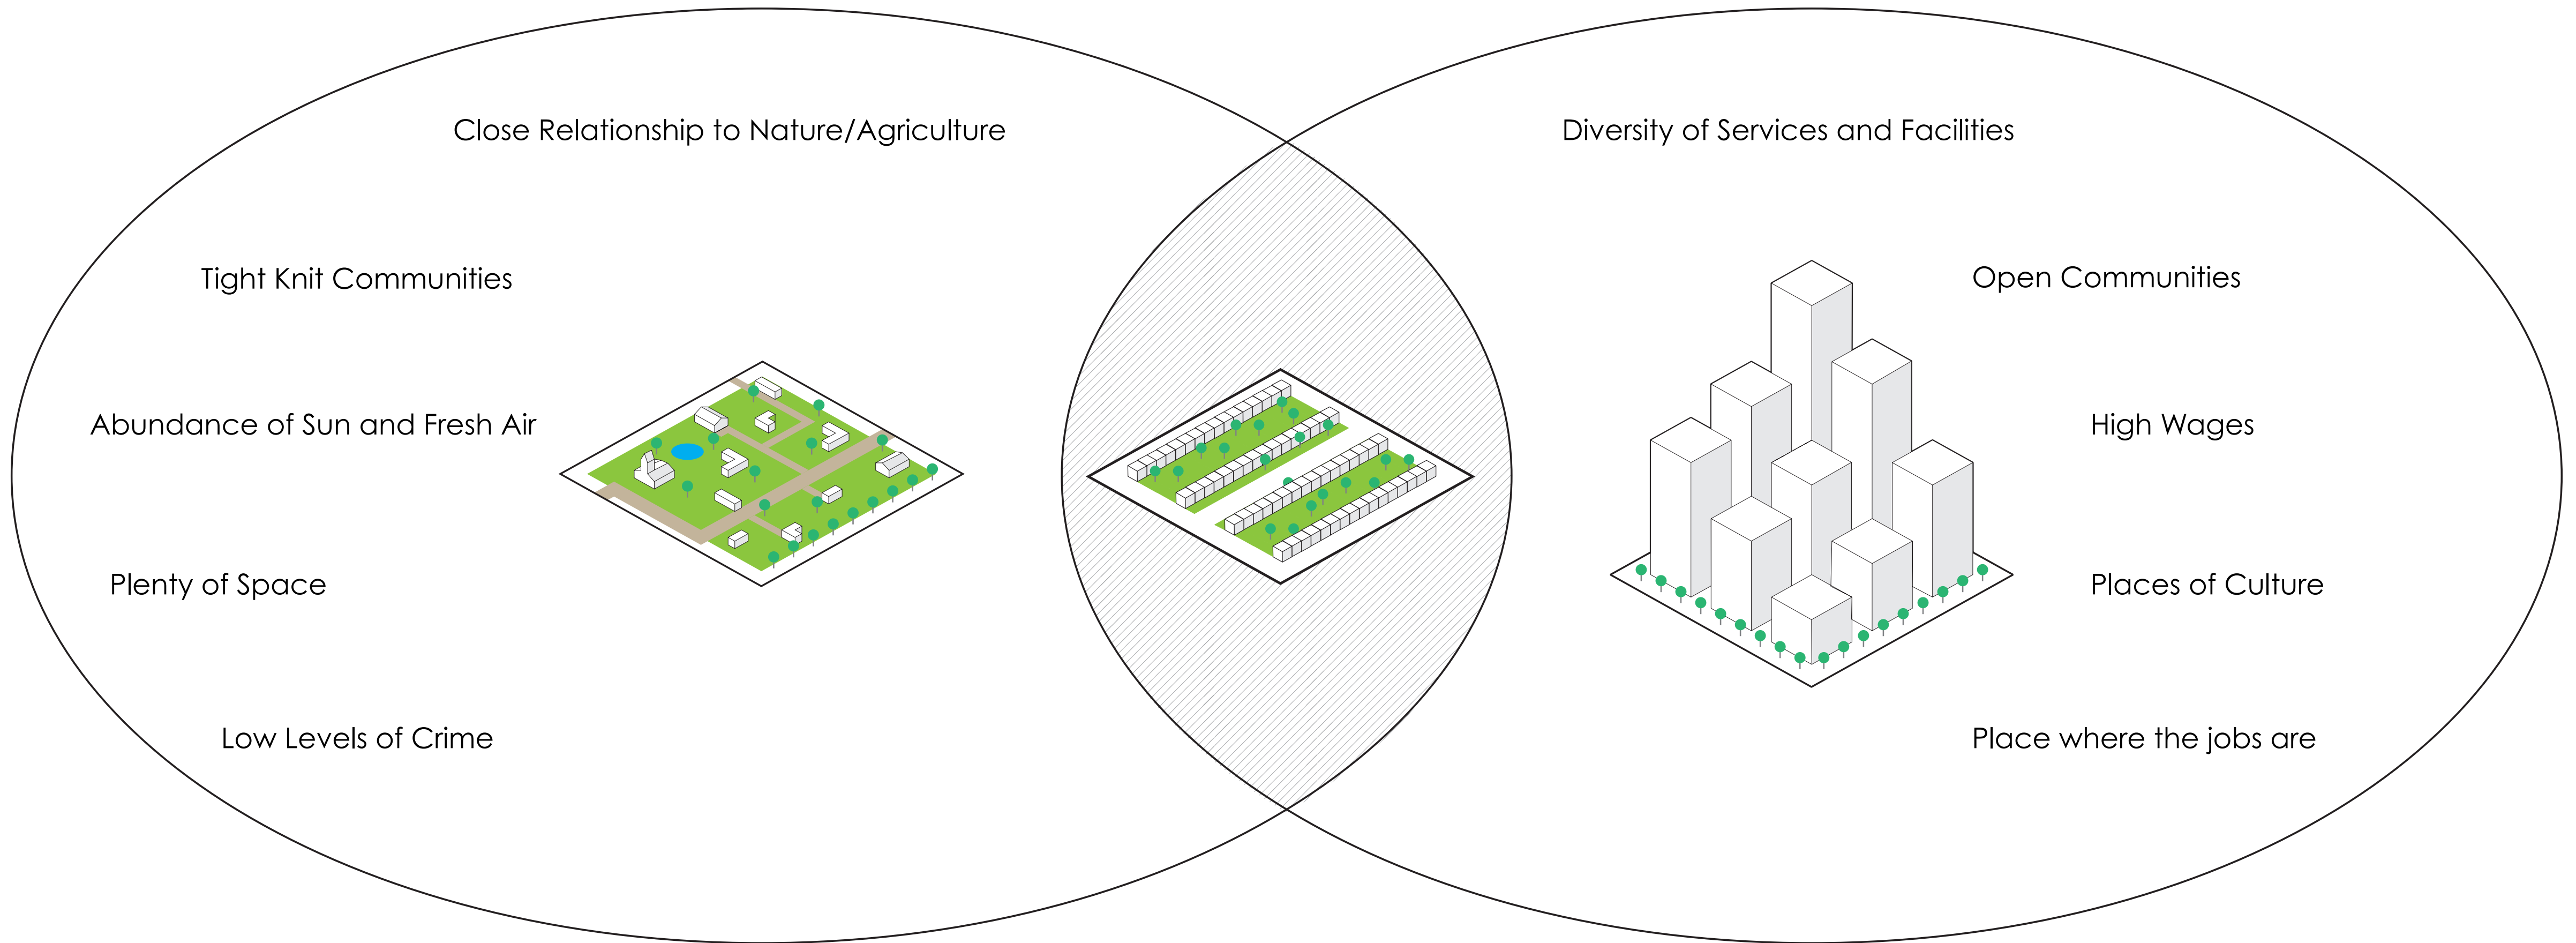 Close Relationship to Nature/Agriculture
Tight Knit Communities
Abundance of Sun and Fresh Air
Plenty of Space
Low Levels of Crime
Diversity of Services and Facilities
Open Communities
High Wages
Places of Culture
Place where the jobs are